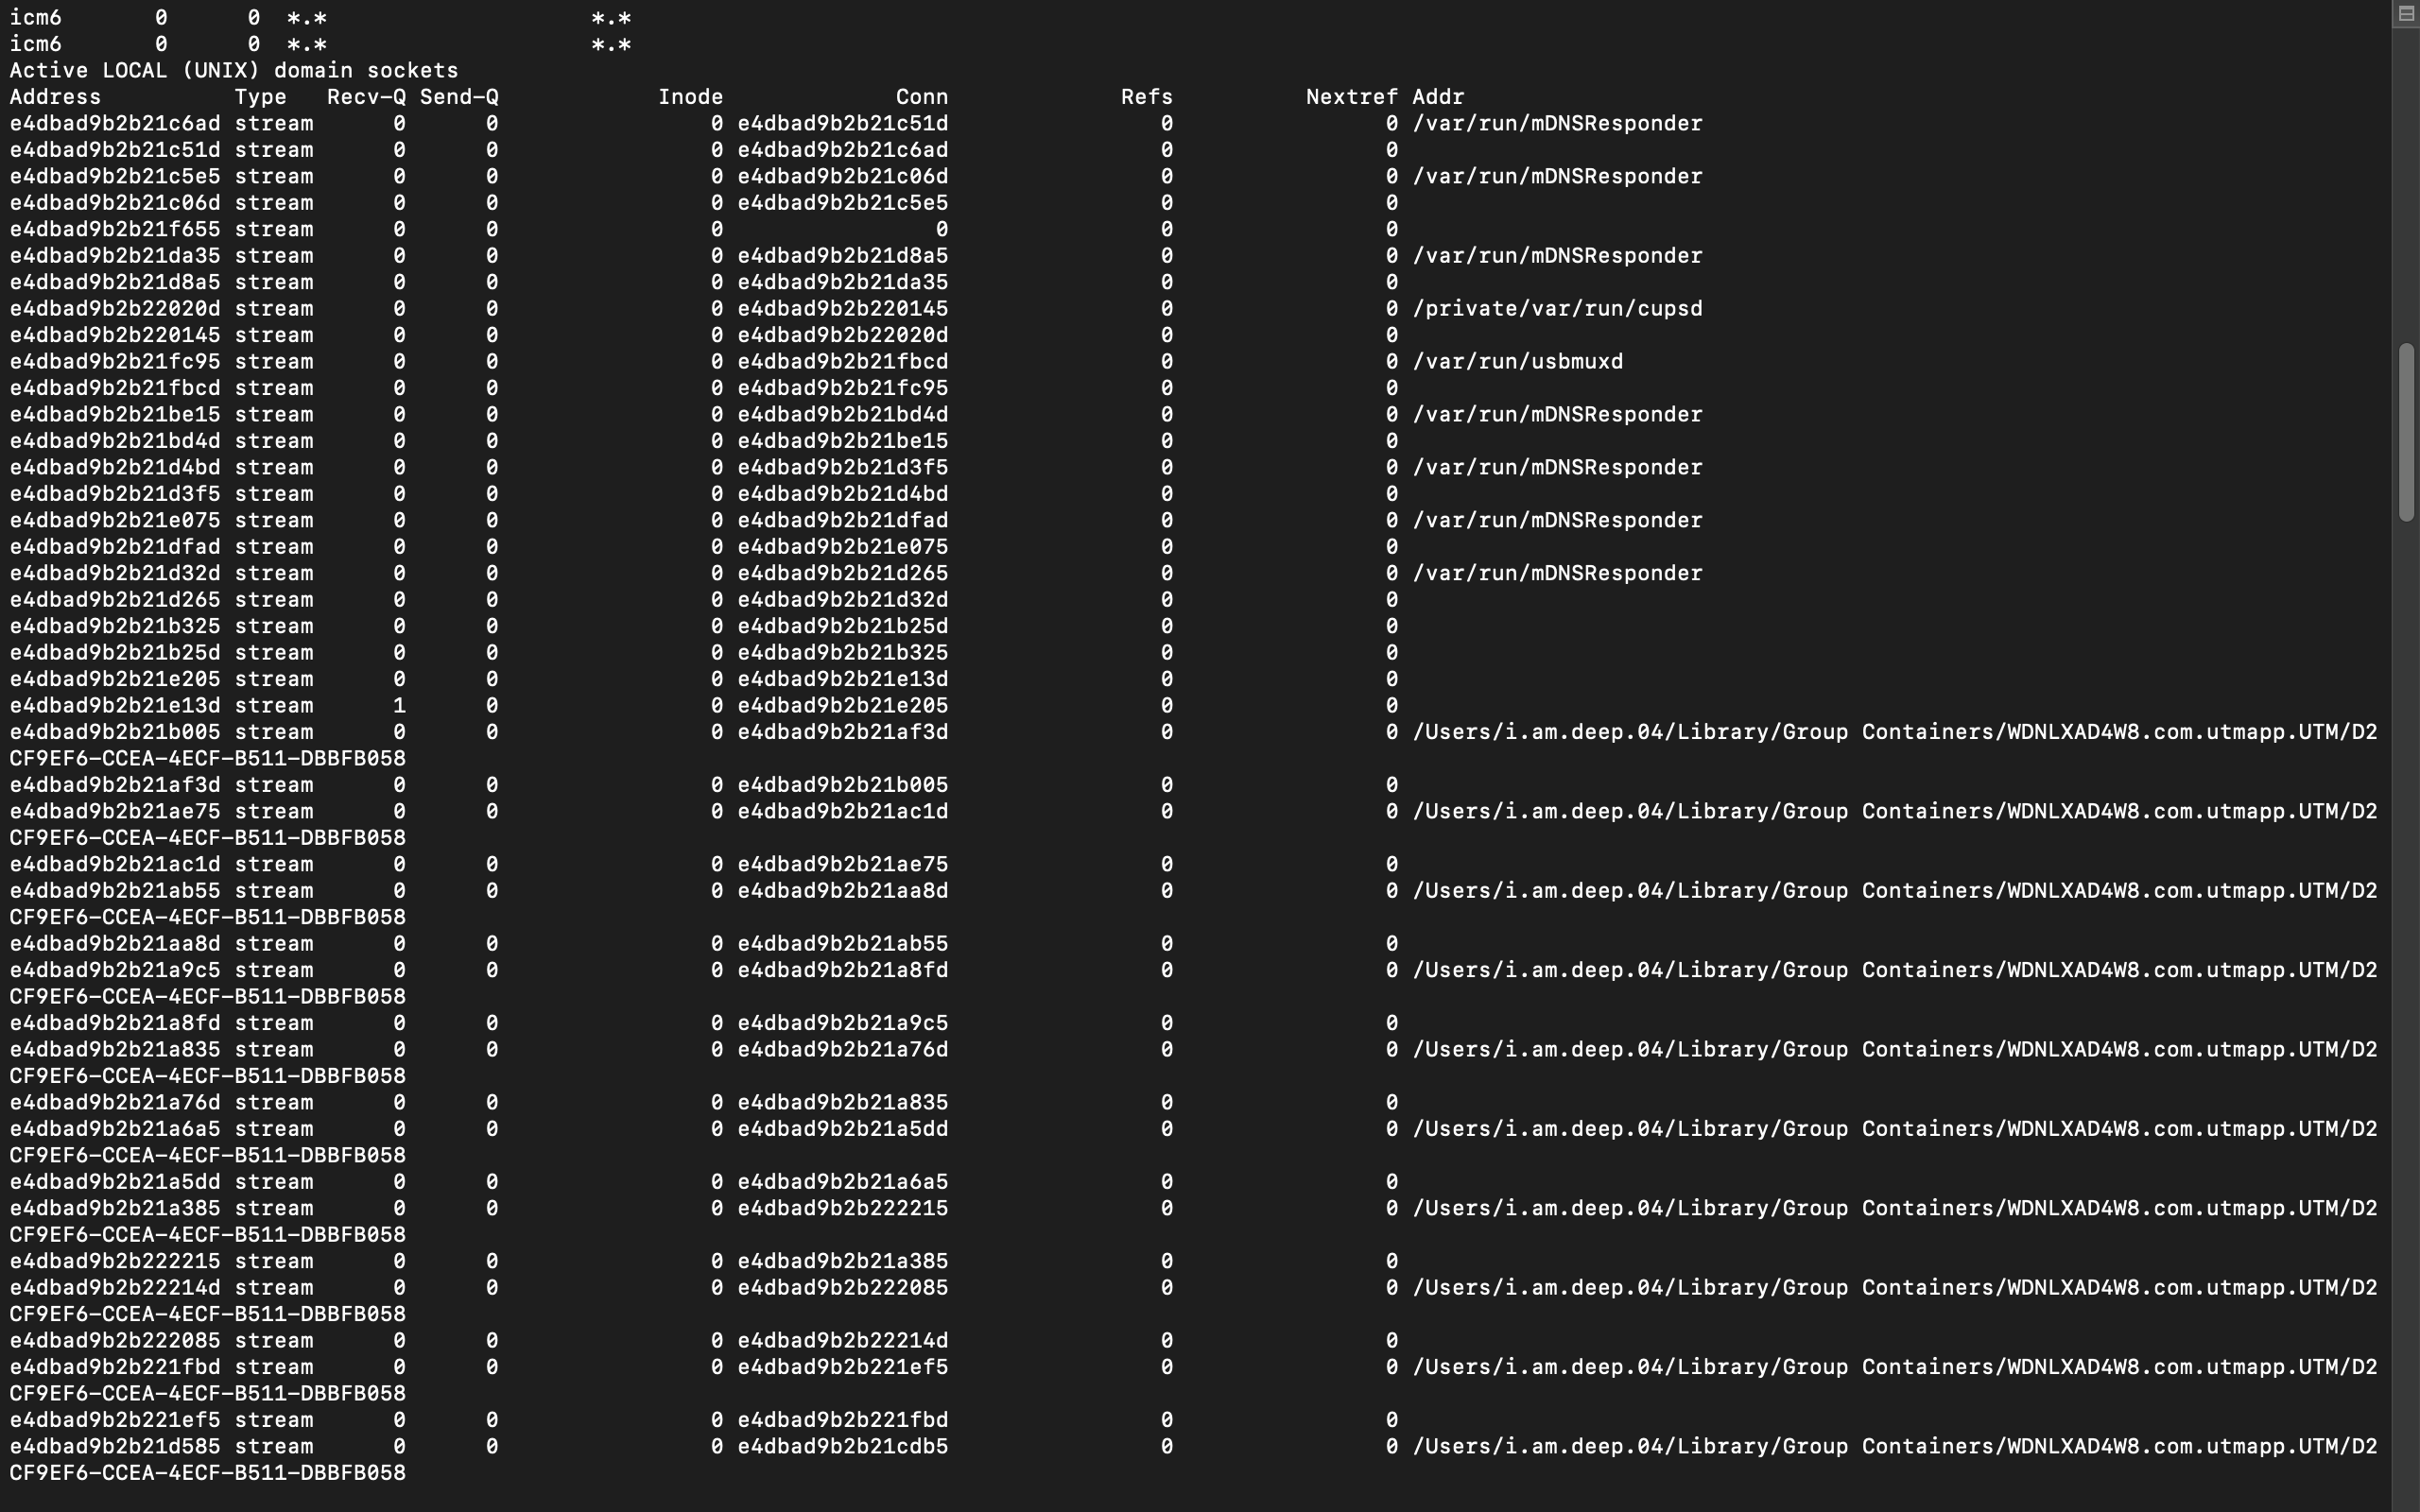 icm6       0      0  *.*                    *.*
icm6       0      0  *.*                    *.*
Active LOCAL (UNIX) domain sockets
Address          Type   Recv-Q Send-Q            Inode             Conn             Refs          Nextref Addr
e4dbad9b2b21c6ad stream      0      0                0 e4dbad9b2b21c51d                0                0 /var/run/mDNSResponder
e4dbad9b2b21c51d stream      0      0                0 e4dbad9b2b21c6ad                0                0
e4dbad9b2b21c5e5 stream      0      0                0 e4dbad9b2b21c06d                0                0 /var/run/mDNSResponder
e4dbad9b2b21c06d stream      0      0                0 e4dbad9b2b21c5e5                0                0
e4dbad9b2b21f655 stream      0      0                0                0                0                0
e4dbad9b2b21da35 stream      0      0                0 e4dbad9b2b21d8a5                0                0 /var/run/mDNSResponder
e4dbad9b2b21d8a5 stream      0      0                0 e4dbad9b2b21da35                0                0
e4dbad9b2b22020d stream      0      0                0 e4dbad9b2b220145                0                0 /private/var/run/cupsd
e4dbad9b2b220145 stream      0      0                0 e4dbad9b2b22020d                0                0
e4dbad9b2b21fc95 stream      0      0                0 e4dbad9b2b21fbcd                0                0 /var/run/usbmuxd
e4dbad9b2b21fbcd stream      0      0                0 e4dbad9b2b21fc95                0                0
e4dbad9b2b21be15 stream      0      0                0 e4dbad9b2b21bd4d                0                0 /var/run/mDNSResponder
e4dbad9b2b21bd4d stream      0      0                0 e4dbad9b2b21be15                0                0
e4dbad9b2b21d4bd stream      0      0                0 e4dbad9b2b21d3f5                0                0 /var/run/mDNSResponder
e4dbad9b2b21d3f5 stream      0      0                0 e4dbad9b2b21d4bd                0                0
e4dbad9b2b21e075 stream      0      0                0 e4dbad9b2b21dfad                0                0 /var/run/mDNSResponder
e4dbad9b2b21dfad stream      0      0                0 e4dbad9b2b21e075                0                0
e4dbad9b2b21d32d stream      0      0                0 e4dbad9b2b21d265                0                0 /var/run/mDNSResponder
e4dbad9b2b21d265 stream      0      0                0 e4dbad9b2b21d32d                0                0
e4dbad9b2b21b325 stream      0      0                0 e4dbad9b2b21b25d                0                0
e4dbad9b2b21b25d stream      0      0                0 e4dbad9b2b21b325                0                0
e4dbad9b2b21e205 stream      0      0                0 e4dbad9b2b21e13d                0                0
e4dbad9b2b21e13d stream      1      0                0 e4dbad9b2b21e205                0                0
e4dbad9b2b21b005 stream      0      0                0 e4dbad9b2b21af3d                0                0 /Users/i.am.deep.04/Library/Group Containers/WDNLXAD4W8.com.utmapp.UTM/D2
CF9EF6-CCEA-4ECF-B511-DBBFB058
e4dbad9b2b21af3d stream      0      0                0 e4dbad9b2b21b005                0                0
e4dbad9b2b21ae75 stream      0      0                0 e4dbad9b2b21ac1d                0                0 /Users/i.am.deep.04/Library/Group Containers/WDNLXAD4W8.com.utmapp.UTM/D2
CF9EF6-CCEA-4ECF-B511-DBBFB058
e4dbad9b2b21ac1d stream      0      0                0 e4dbad9b2b21ae75                0                0
e4dbad9b2b21ab55 stream      0      0                0 e4dbad9b2b21aa8d                0                0 /Users/i.am.deep.04/Library/Group Containers/WDNLXAD4W8.com.utmapp.UTM/D2
CF9EF6-CCEA-4ECF-B511-DBBFB058
e4dbad9b2b21aa8d stream      0      0                0 e4dbad9b2b21ab55                0                0
e4dbad9b2b21a9c5 stream      0      0                0 e4dbad9b2b21a8fd                0                0 /Users/i.am.deep.04/Library/Group Containers/WDNLXAD4W8.com.utmapp.UTM/D2
CF9EF6-CCEA-4ECF-B511-DBBFB058
e4dbad9b2b21a8fd stream      0      0                0 e4dbad9b2b21a9c5                0                0
e4dbad9b2b21a835 stream      0      0                0 e4dbad9b2b21a76d                0                0 /Users/i.am.deep.04/Library/Group Containers/WDNLXAD4W8.com.utmapp.UTM/D2
CF9EF6-CCEA-4ECF-B511-DBBFB058
e4dbad9b2b21a76d stream      0      0                0 e4dbad9b2b21a835                0                0
e4dbad9b2b21a6a5 stream      0      0                0 e4dbad9b2b21a5dd                0                0 /Users/i.am.deep.04/Library/Group Containers/WDNLXAD4W8.com.utmapp.UTM/D2
CF9EF6-CCEA-4ECF-B511-DBBFB058
e4dbad9b2b21a5dd stream      0      0                0 e4dbad9b2b21a6a5                0                0
e4dbad9b2b21a385 stream      0      0                0 e4dbad9b2b222215                0                0 /Users/i.am.deep.04/Library/Group Containers/WDNLXAD4W8.com.utmapp.UTM/D2
CF9EF6-CCEA-4ECF-B511-DBBFB058
e4dbad9b2b222215 stream      0      0                0 e4dbad9b2b21a385                0                0
e4dbad9b2b22214d stream      0      0                0 e4dbad9b2b222085                0                0 /Users/i.am.deep.04/Library/Group Containers/WDNLXAD4W8.com.utmapp.UTM/D2
CF9EF6-CCEA-4ECF-B511-DBBFB058
e4dbad9b2b222085 stream      0      0                0 e4dbad9b2b22214d                0                0
e4dbad9b2b221fbd stream      0      0                0 e4dbad9b2b221ef5                0                0 /Users/i.am.deep.04/Library/Group Containers/WDNLXAD4W8.com.utmapp.UTM/D2
CF9EF6-CCEA-4ECF-B511-DBBFB058
e4dbad9b2b221ef5 stream      0      0                0 e4dbad9b2b221fbd                0                0
e4dbad9b2b21d585 stream      0      0                0 e4dbad9b2b21cdb5                0                0 /Users/i.am.deep.04/Library/Group Containers/WDNLXAD4W8.com.utmapp.UTM/D2
CF9EF6-CCEA-4ECF-B511-DBBFB058